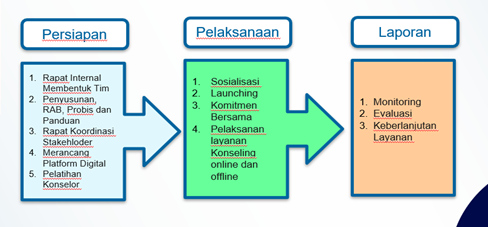 Persiapan
1. Rapat Internal
Membentuk Tim
2. Penyusunan,
RAB, Probis dan
Panduan
3. Rapat Koordinasi
Stakehloder
4. Merancang
Platform Digital
5. Pelatihan
Konselor
Pelaksanaan
1. Sosialisasi
2. Launching
3. Komitmen
Bersama
4. Pelaksanan
layanan
Konseling
online dan
offline
Laporan
1. Monitoring
2. Evaluasi
3. Keberlanjutan
Layanan